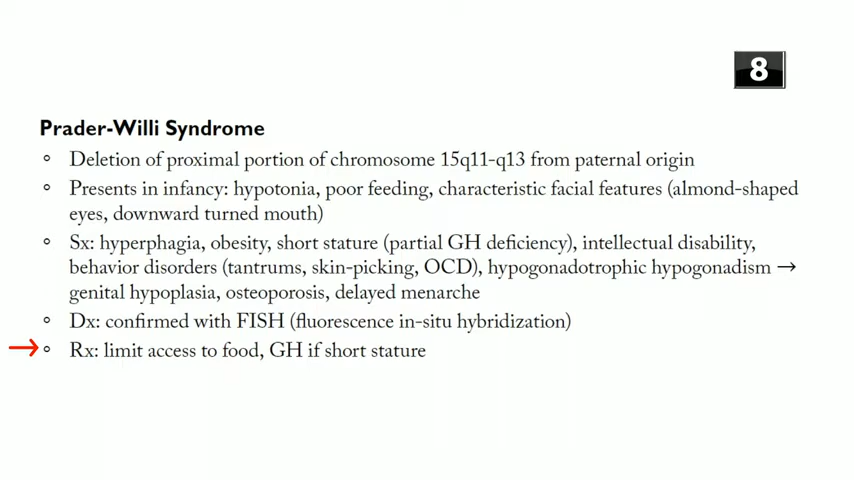 8
Prader-Willi Syndrome
Deletion of proximal portion of chromosome 15q11-q13 from paternal origin
Presents in infancy: hypotonia, poor feeding, characteristic facial features (almond-shaped
eyes, downward turned mouth)
Sx: hyperphagia, obesity, short stature (partial GH deficiency), intellectual disability,
behavior disorders (tantrums, skin-picking, OCD), hypogonadotrophic hypogonadism →
genital hypoplasia, osteoporosis, delayed menarche
Dx: confirmed with FISH (fluorescence in-situ hybridization)
Rx: limit access to food, GH if short stature